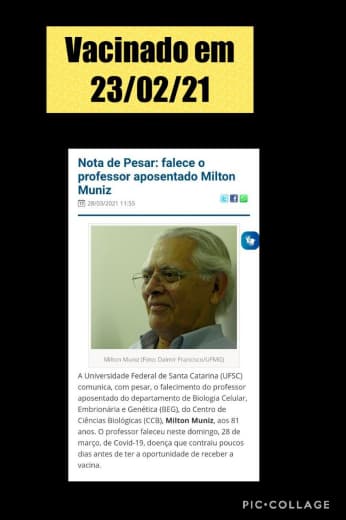 Vacinado em
23/02/21
Nota de Pesar: falece o
professor aposentado Milton
Muniz
28/03/2021 11:55
Milton Muniz (Foto: Daimir Francisco/UFMG)
A Universidade Federal de Santa Catarina (UFSC)
comunica, com pesar, o falecimento do professor
aposentado do departamento de Biologia Celular,
Embrionária e Genética (BEG), do Centro de
Ciências Biológicas (CCB), Milton Muniz, aos 81
anos. O professor faleceu neste domingo, 28 de
março, de Covid-19, doença que contraiu poucos
dias antes de ter a oportunidade de receber a
vacina.
PIC•COLLAGE